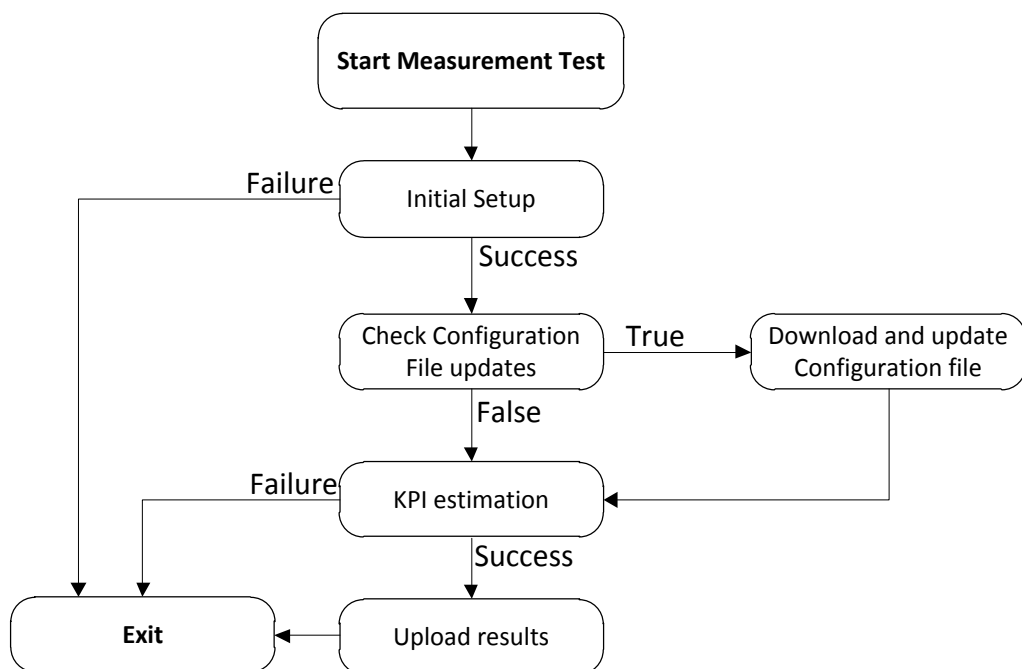 Start Measurement Test
Failure
Initial Setup
Success
Check Configuration
File updates
True
Download and update
Configuration file
False
Failure
KPI estimation
Success
Exit
Upload results